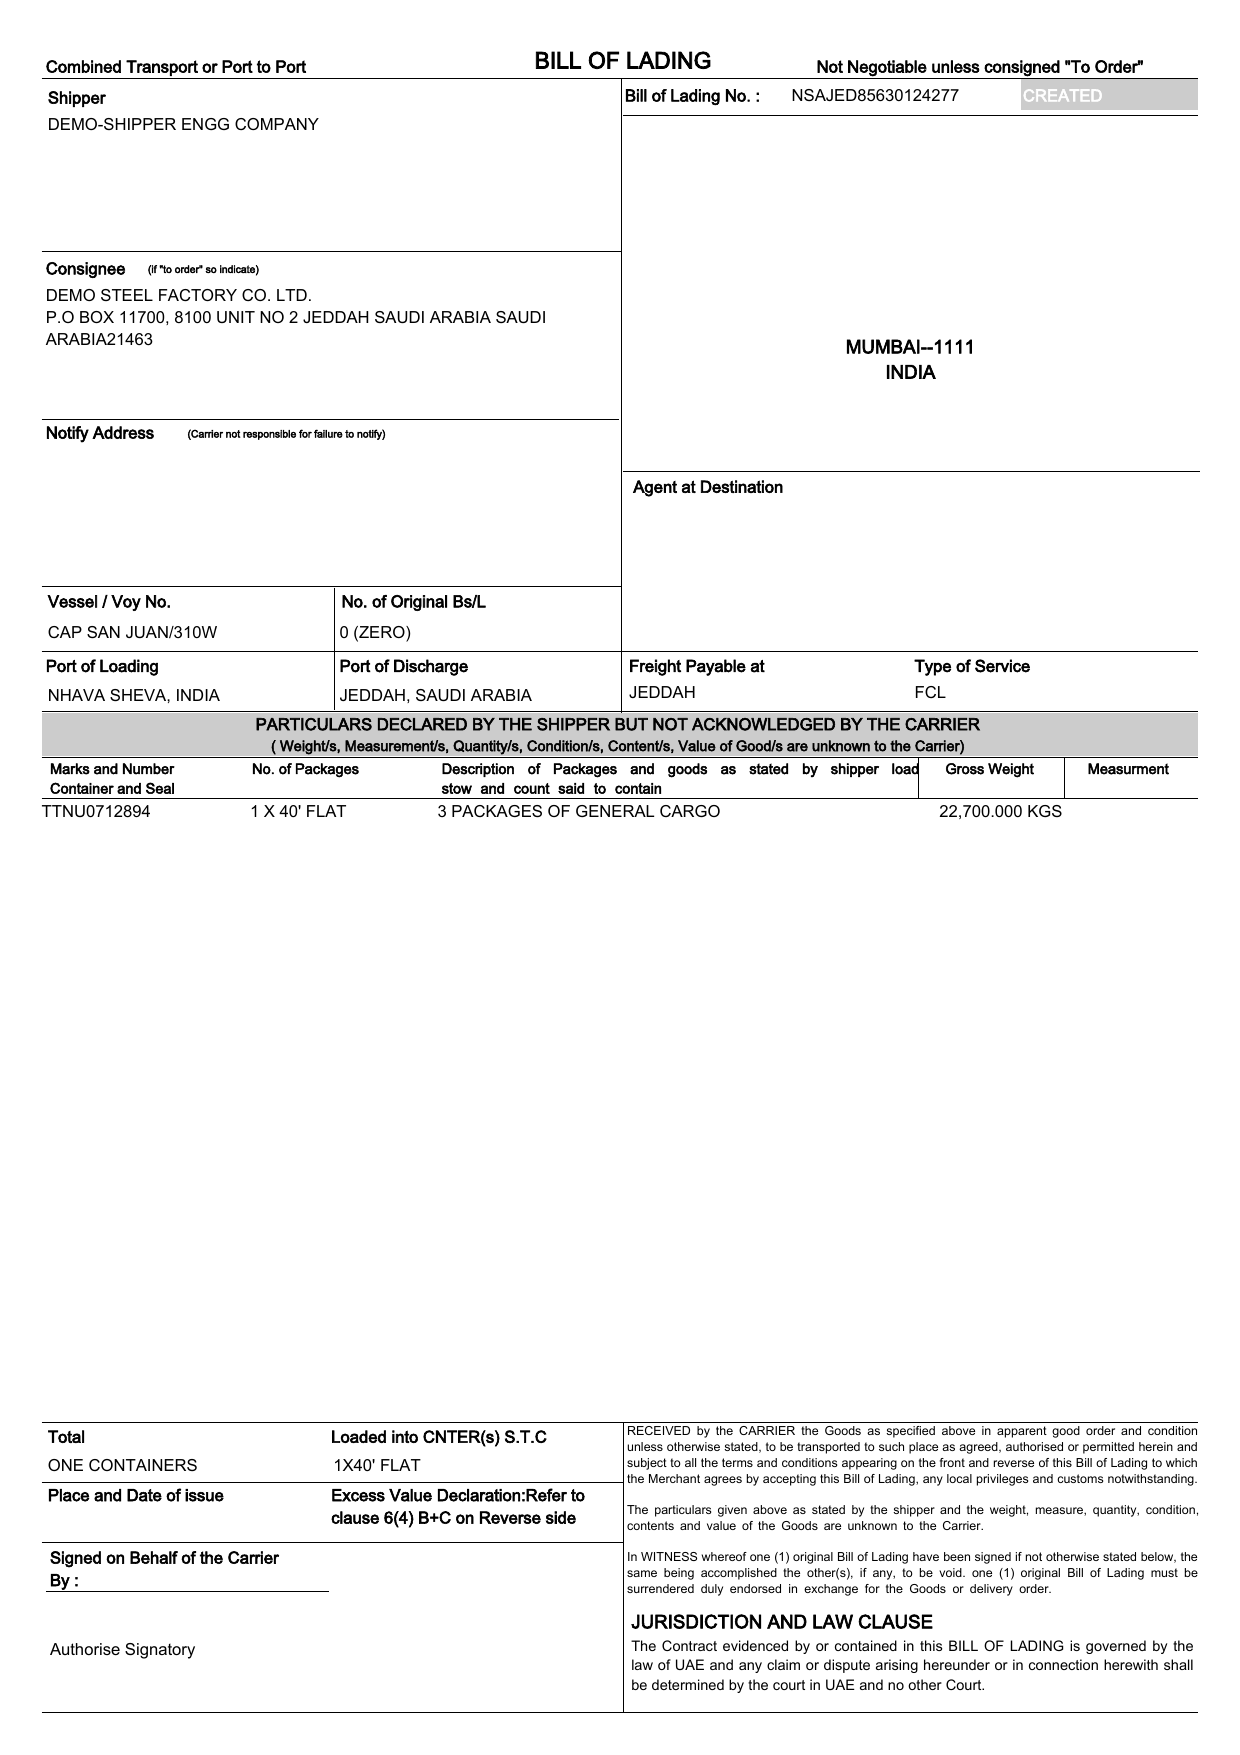 Combined Transport or Port to Port
BILL OF LADING
Not Negotiable unless consigned "To Order"
Shipper
DEMO-SHIPPER ENGG COMPANY
Bill of Lading No. : NSAJED85630124277
CREATED
Consignee (if "to order" so indicate)
DEMO STEEL FACTORY CO. LTD.
P.O BOX 11700, 8100 UNIT NO 2 JEDDAH SAUDI ARABIA SAUDI
ARABIA21463
MUMBAI--1111
INDIA
Notify Address (Carrier not responsible for failure to notify)
Agent at Destination
Vessel / Voy No.
CAP SAN JUAN/310W
No. of Original Bs/L
0 (ZERO)
Port of Loading
NHAVA SHEVA, INDIA
Port of Discharge
JEDDAH, SAUDI ARABIA
Freight Payable at
JEDDAH
Type of Service
FCL
PARTICULARS DECLARED BY THE SHIPPER BUT NOT ACKNOWLEDGED BY THE CARRIER
( Weight/s, Measurement/s, Quantity/s, Condition/s, Content/s, Value of Good/s are unknown to the Carrier)
Marks and Number
Container and Seal
No. of Packages
Description of Packages and goods as stated by shipper load
stow and count said to contain
Gross Weight
Measurment
TTNU0712894
1 X 40' FLAT
3 PACKAGES OF GENERAL CARGO
22,700.000 KGS
Total
ONE CONTAINERS
Loaded into CNTER(s) S.T.C
1X40' FLAT
Place and Date of issue
Excess Value Declaration:Refer to
clause 6(4) B+C on Reverse side
Signed on Behalf of the Carrier
By :
Authorise Signatory
RECEIVED by the CARRIER the Goods as specified above in apparent good order and condition
unless otherwise stated, to be transported to such place as agreed, authorised or permitted herein and
subject to all the terms and conditions appearing on the front and reverse of this Bill of Lading to which
the Merchant agrees by accepting this Bill of Lading, any local privileges and customs notwithstanding.
The particulars given above as stated by the shipper and the weight, measure, quantity, condition,
contents and value of the Goods are unknown to the Carrier.
In WITNESS whereof one (1) original Bill of Lading have been signed if not otherwise stated below, the
same being accomplished the other(s), if any, to be void. one (1) original Bill of Lading must be
surrendered duly endorsed in exchange for the Goods or delivery order.
JURISDICTION AND LAW CLAUSE
The Contract evidenced by or contained in this BILL OF LADING is governed by the
law of UAE and any claim or dispute arising hereunder or in connection herewith shall
be determined by the court in UAE and no other Court.